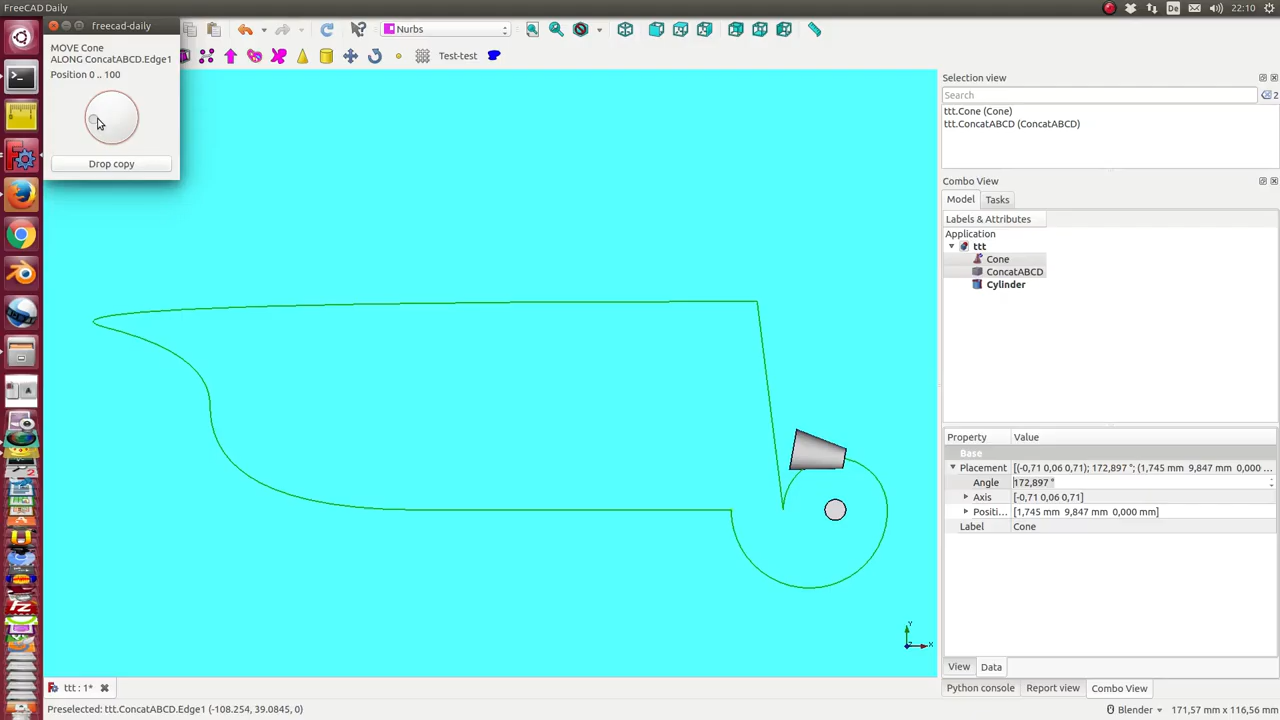 FreeCAD Daily
22:10
freecad-daily
Nurbs
MOVE Cone
ALONG ConcatABCD.Edge1
Position 0 .. 100
Drop copy
Test-test
Selection view
Search
2
ttt.Cone (Cone)
ttt.ConcatABCD (ConcatABCD)
Combo View
Model
Tasks
Labels & Attributes
Application
ttt
Cone
ConcatABCD
Cylinder
Property Value
Base
Placement [(-0,71 0,06 0,71); 172,897 °; (1,745 mm 9,847 mm 0,000 ...
Angle 172,897 °
Axis [-0,71 0,06 0,71]
Positi... [1,745 mm 9,847 mm 0,000 mm]
Label Cone
Y
X
View
Data
ttt : 1*
Python console
Report view
Combo View
Preselected: ttt.ConcatABCD.Edge1 (-108.254, 39.0845, 0)
Blender
171,57 mm x 116,56 mm